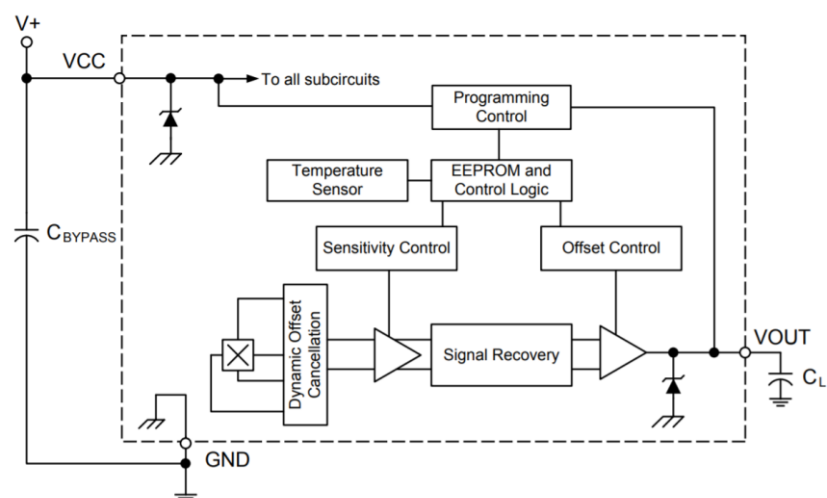 V+
VCC
To all subcircuits
Programming
Control
Temperature
Sensor
EEPROM and
Control Logic
CBYPASS
Sensitivity Control
Offset Control
Dynamic Offset
Cancellation
Signal Recovery
VOUT
CL
GND